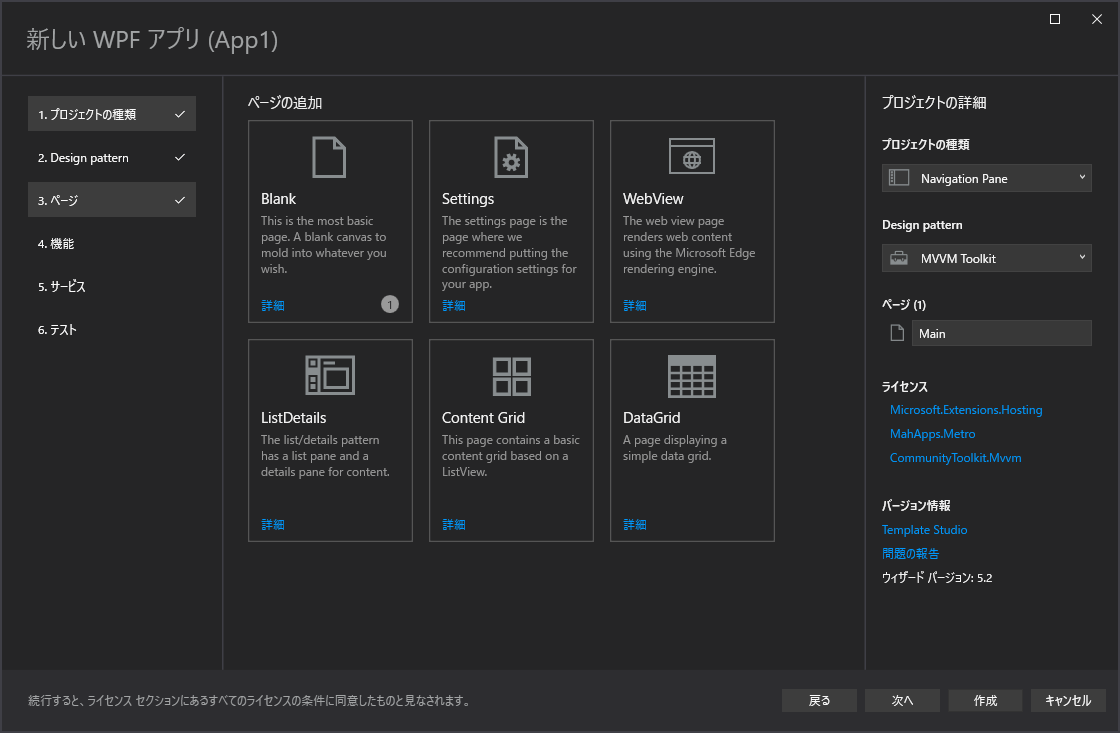 新しい WPF アプリ (App1)
1. プロジェクトの種類
2. Design pattern
3. ページ
4. 機能
5. サービス
6. テスト
ページの追加
Blank
This is the most basic
page. A blank canvas to
mold into whatever you
wish.
詳細
1
Settings
The settings page is the
page where we
recommend putting the
configuration settings for
your app.
詳細
WebView
The web view page
renders web content
using the Microsoft Edge
rendering engine.
詳細
ListDetails
The list/details pattern
has a list pane and a
details pane for content.
詳細
Content Grid
This page contains a basic
content grid based on a
ListView.
詳細
DataGrid
A page displaying a
simple data grid.
詳細
プロジェクトの詳細
プロジェクトの種類
Navigation Pane
Design pattern
MVVM Toolkit
ページ (1)
Main
ライセンス
Microsoft.Extensions.Hosting
MahApps.Metro
CommunityToolkit.Mvvm
バージョン情報
Template Studio
問題の報告
ウィザード バージョン: 5.2
続行すると、ライセンス セクションにあるすべてのライセンスの条件に同意したものと見なされます。
戻る
次へ
作成
キャンセル